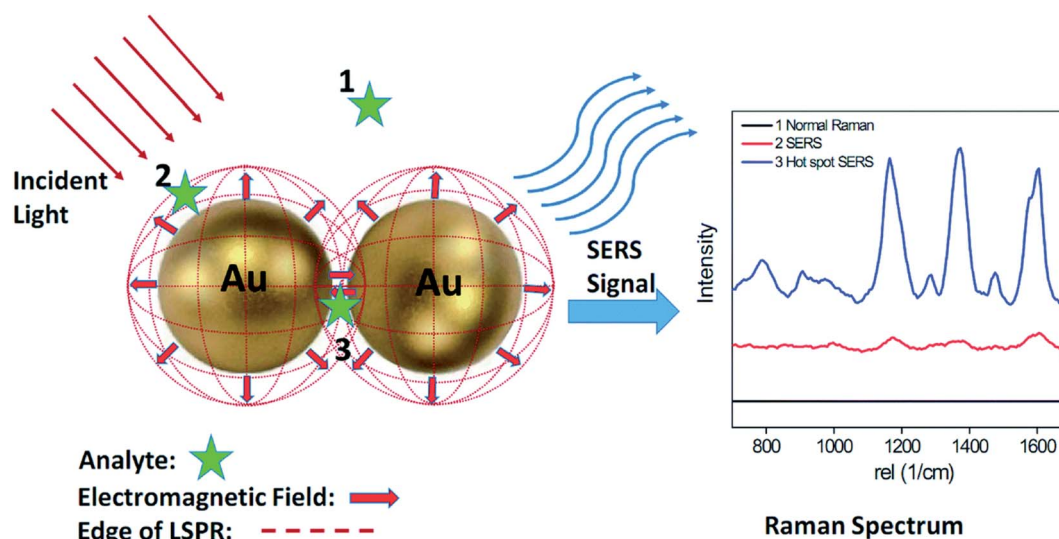 1
2
Incident
Light
Au
Au
3
SERS
Signal
Analyte:
Electromagnetic Field:
Edge of LSPR:
1 Normal Raman
2 SERS
3 Hot spot SERS
Intensity
800 1000 1200 1400 1600
rel (1/cm)
Raman Spectrum